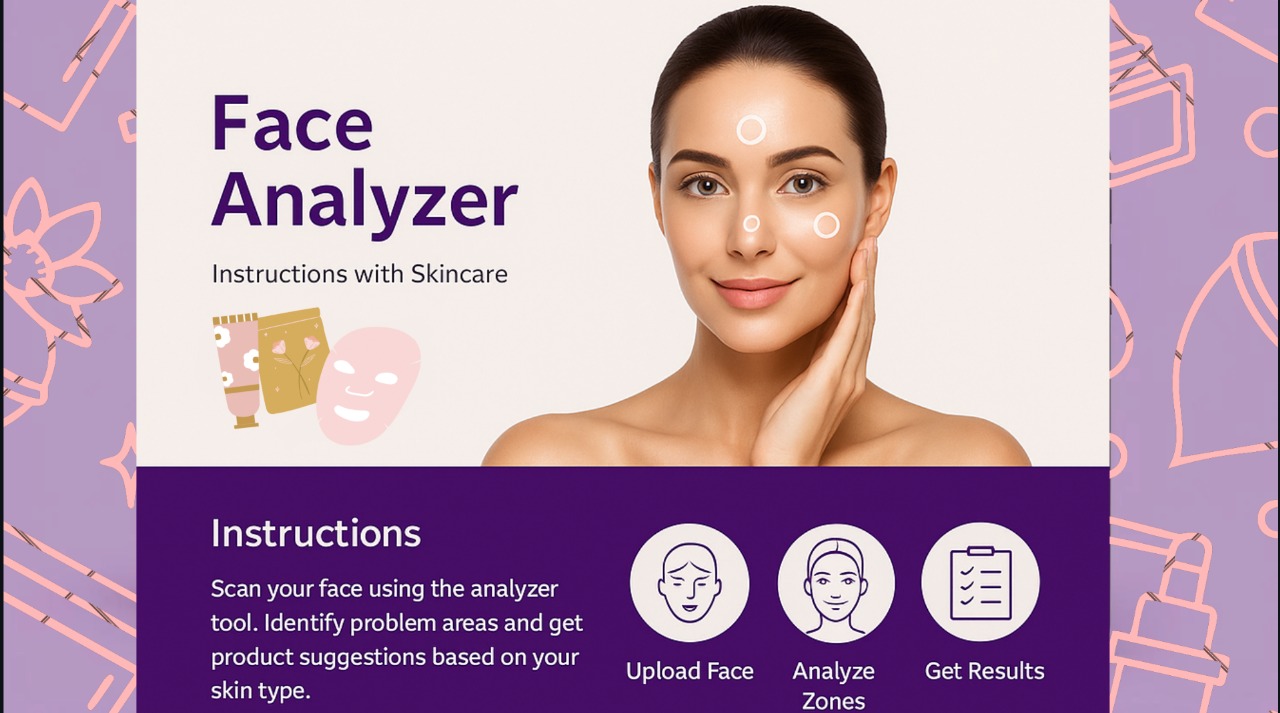 Face
Analyzer
Instructions with Skincare
Instructions
Scan your face using the analyzer
tool. Identify problem areas and get
product suggestions based on your
skin type.
Upload Face
Analyze
Zones
Get Results